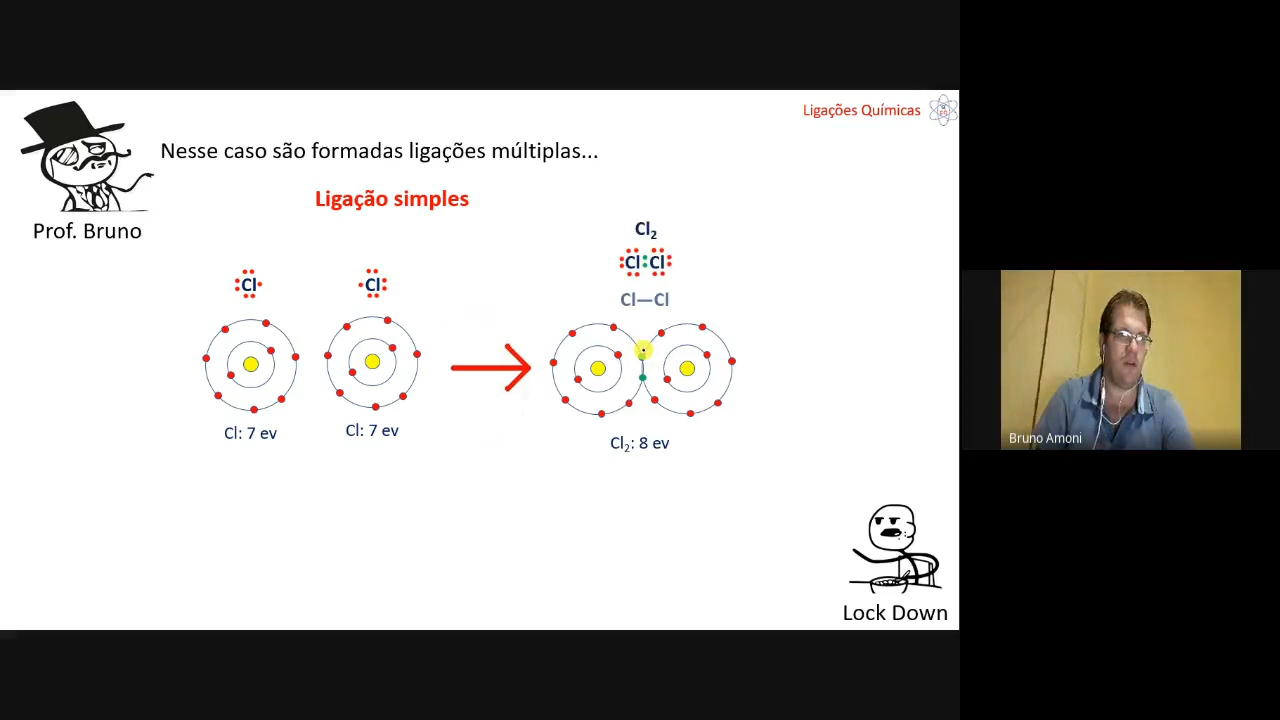 Ligações Químicas
Nesse caso são formadas ligações múltiplas...
Ligação simples
Prof. Bruno
Cl₂
Cl Cl
Cl Cl
Cl—Cl
Cl: 7 ev
Cl: 7 ev
Cl₂: 8 ev
Bruno Amoni
Lock Down